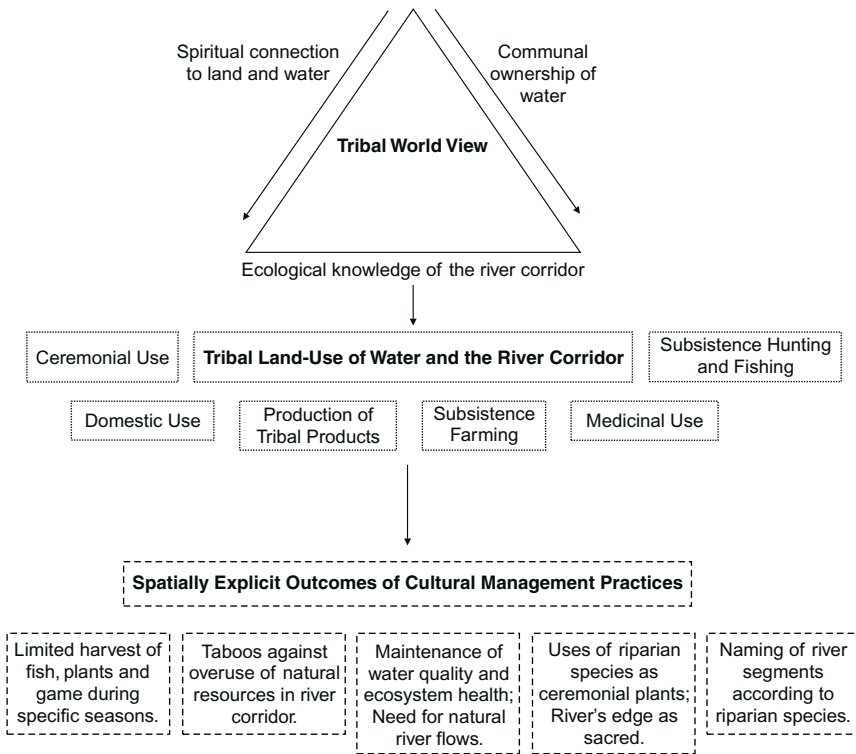 Spiritual connection
to land and water
Communal
ownership of
water
Tribal World View
Ecological knowledge of the river corridor
Ceremonial Use
Tribal Land-Use of Water and the River Corridor
Subsistence Hunting
and Fishing
Domestic Use
Production of
Tribal Products
Subsistence
Farming
Medicinal Use
Spatially Explicit Outcomes of Cultural Management Practices
Limited harvest of
fish, plants and
game during
specific seasons.
Taboos against
overuse of natural
resources in river
corridor.
Maintenance of
water quality and
ecosystem health;
Need for natural
river flows.
Uses of riparian
species as
ceremonial plants;
River's edge as
sacred.
Naming of river
segments
according to
riparian species.